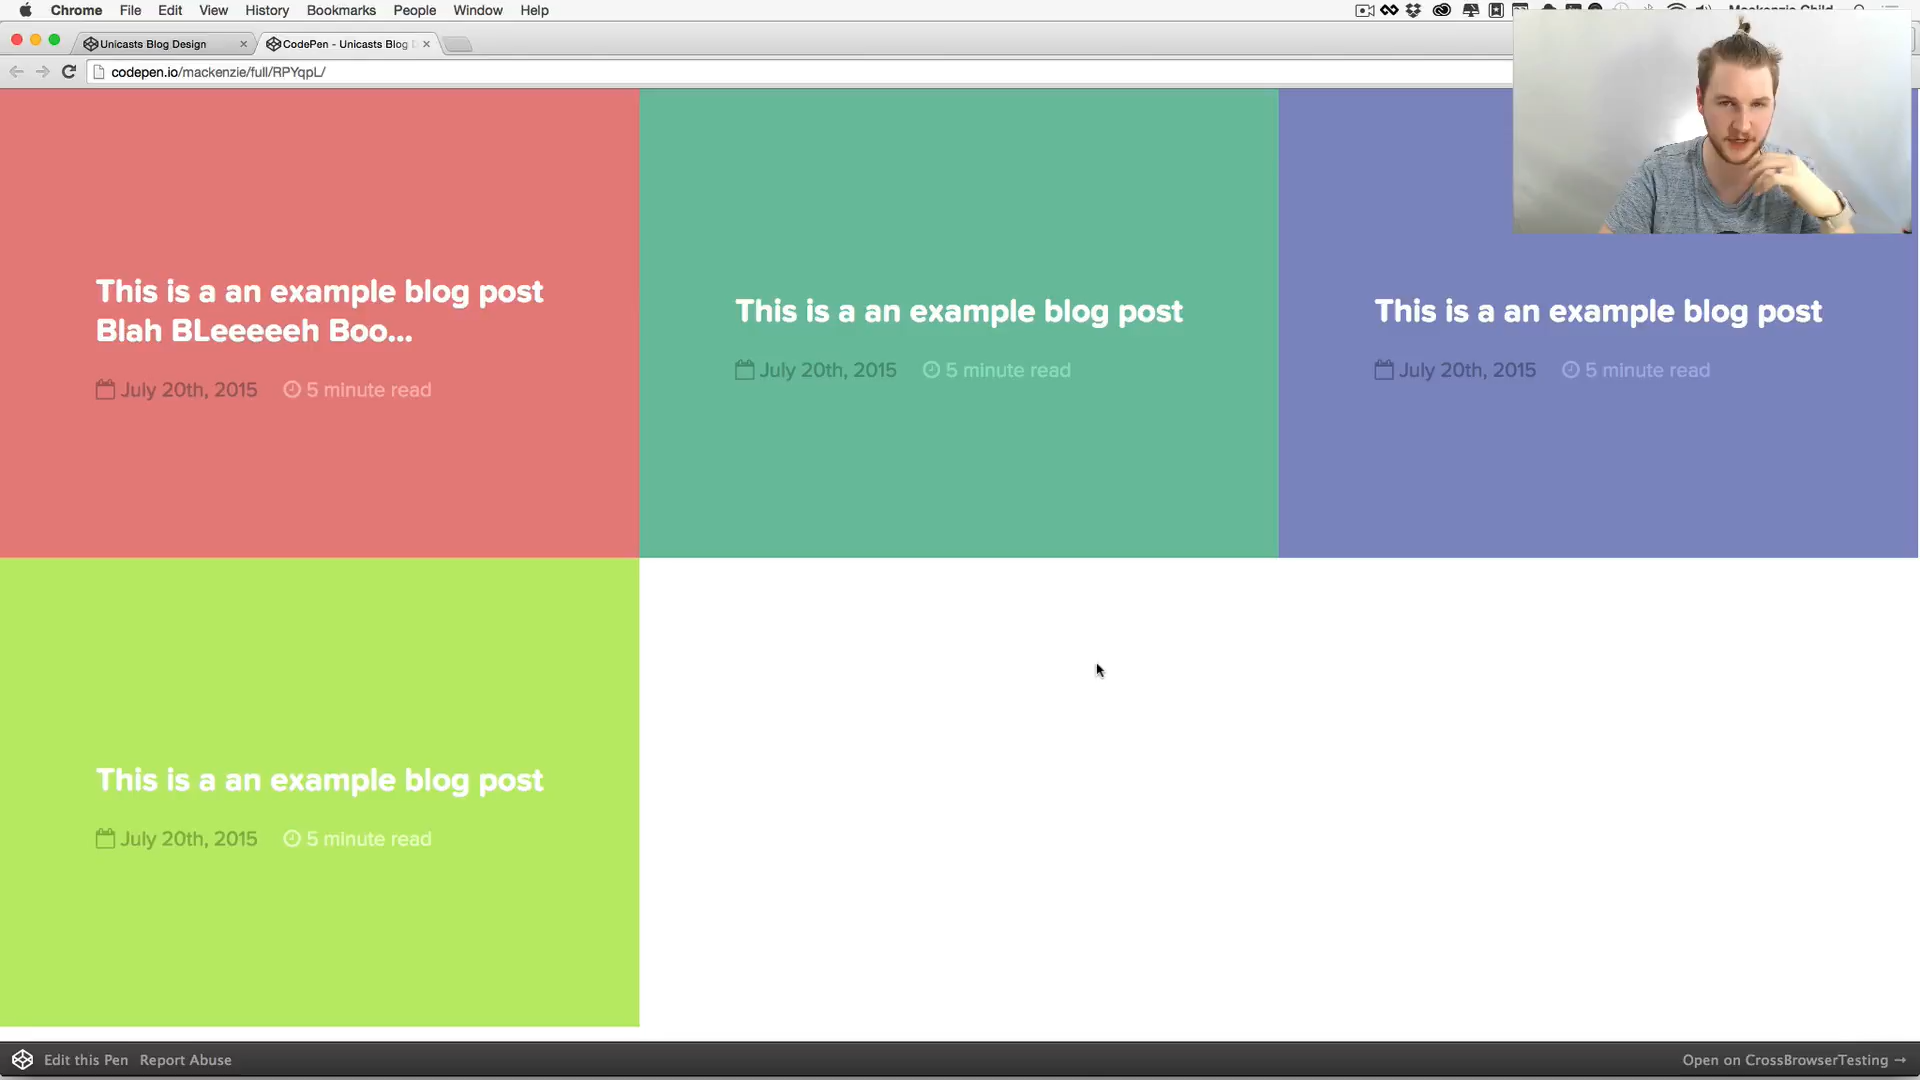 Chrome File Edit View History Bookmarks People Window Help
Unicasts Blog Design
CodePen - Unicasts Blog
codepen.io/mackenzie/full/RPYqpL/
This is a an example blog post
Blah BLeeeeeh Boo...
July 20th, 2015 5 minute read
This is a an example blog post
July 20th, 2015 5 minute read
This is a an example blog post
July 20th, 2015 5 minute read
This is a an example blog post
July 20th, 2015 5 minute read
Edit this Pen Report Abuse
Open on CrossBrowserTesting →